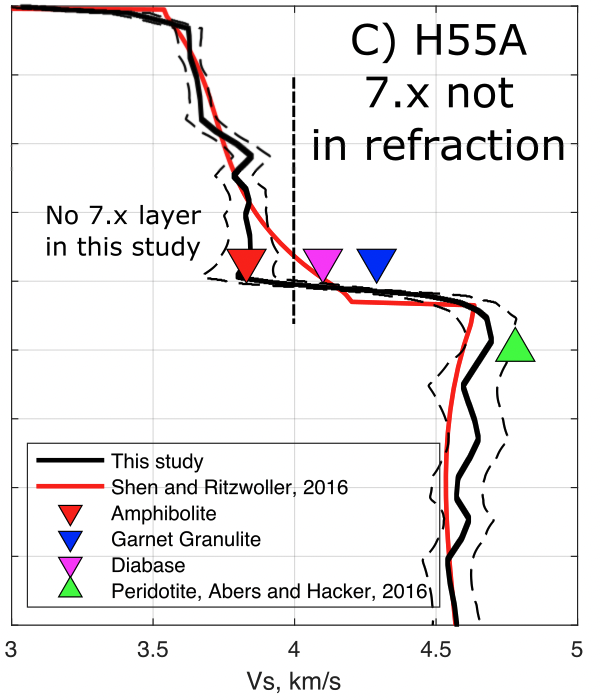 C) H55A
7.x not
in refraction
No 7.x layer
in this study
This study
Shen and Ritzwoller, 2016
Amphibolite
Garnet Granulite
Diabase
Peridotite, Abers and Hacker, 2016
3 3.5 4 4.5 5
Vs, km/s